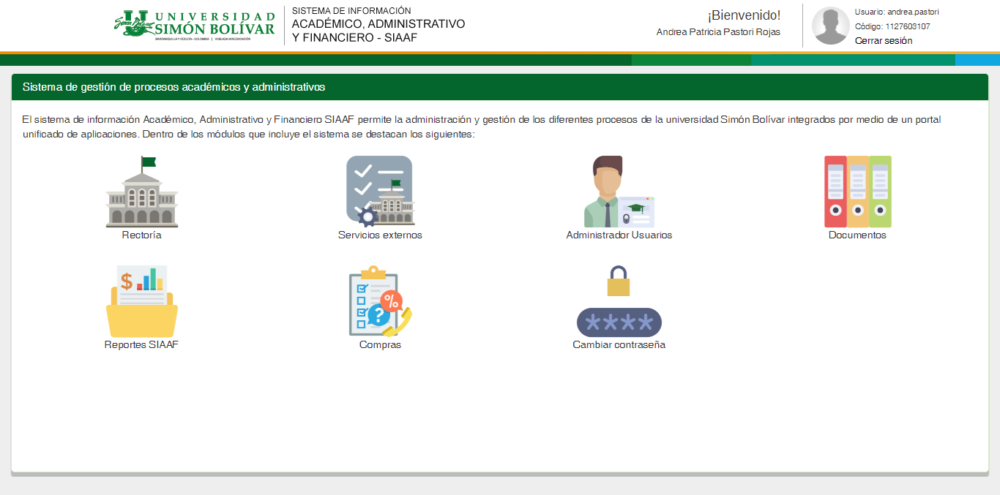 UNIVERSIDAD
SIMÓN BOLÍVAR
BARRANQUILLA Y CÚCUTA - COLOMBIA | VIGILADA MINEDUCACIÓN
SISTEMA DE INFORMACIÓN
ACADÉMICO, ADMINISTRATIVO
Y FINANCIERO - SIAAF
¡Bienvenido!
Andrea Patricia Pastori Rojas
Usuario: andrea.pastori
Código: 1127603107
Cerrar sesión
Sistema de gestión de procesos académicos y administrativos
El sistema de información Académico, Administrativo y Financiero SIAAF permite la administración y gestión de los diferentes procesos de la universidad Simón Bolívar integrados por medio de un portal
unificado de aplicaciones. Dentro de los módulos que incluye el sistema se destacan los siguientes:
Rectoría
Servicios externos
Administrador Usuarios
Documentos
Reportes SIAAF
Compras
Cambiar contraseña